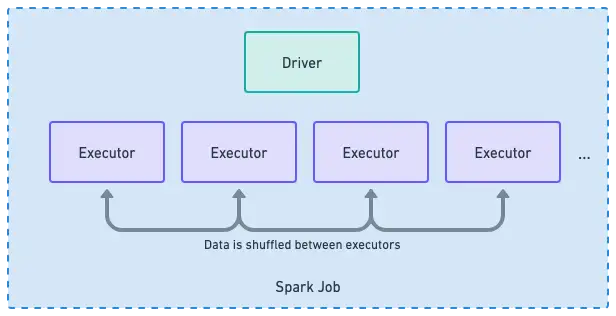 Driver
Executor
Executor
Executor
Executor
...
Data is shuffled between executors
Spark Job